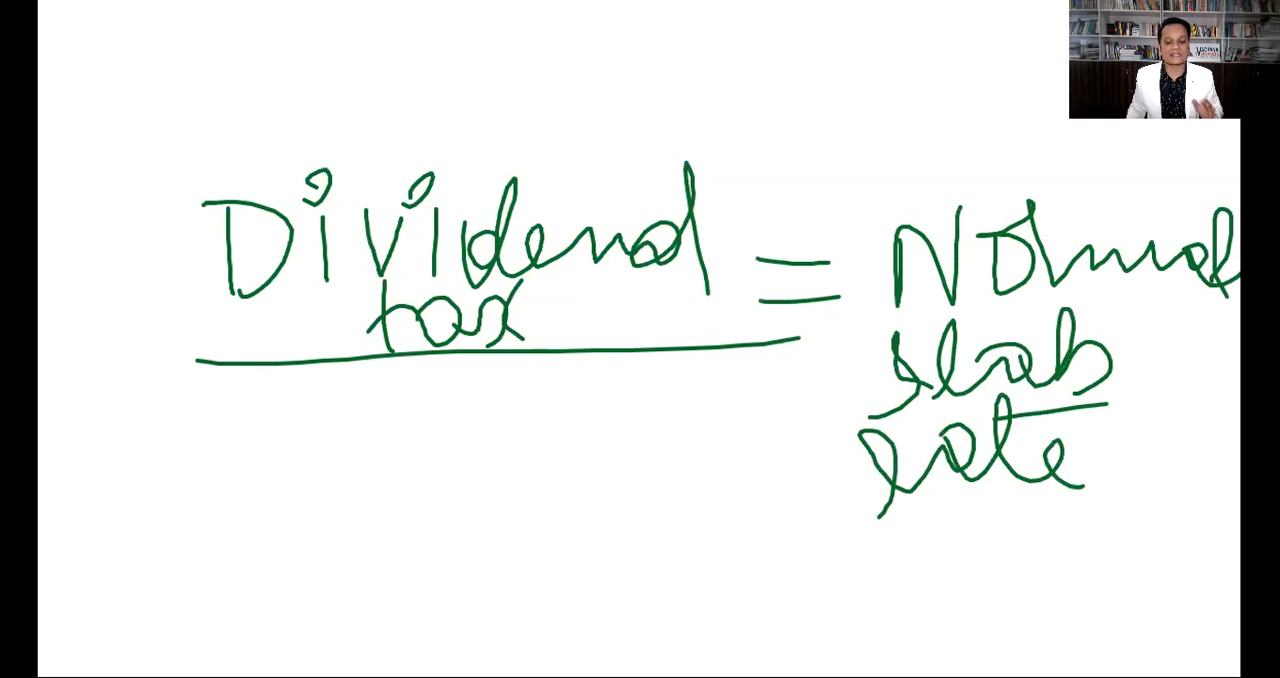 Dividend = Normal
tax
slab
rate